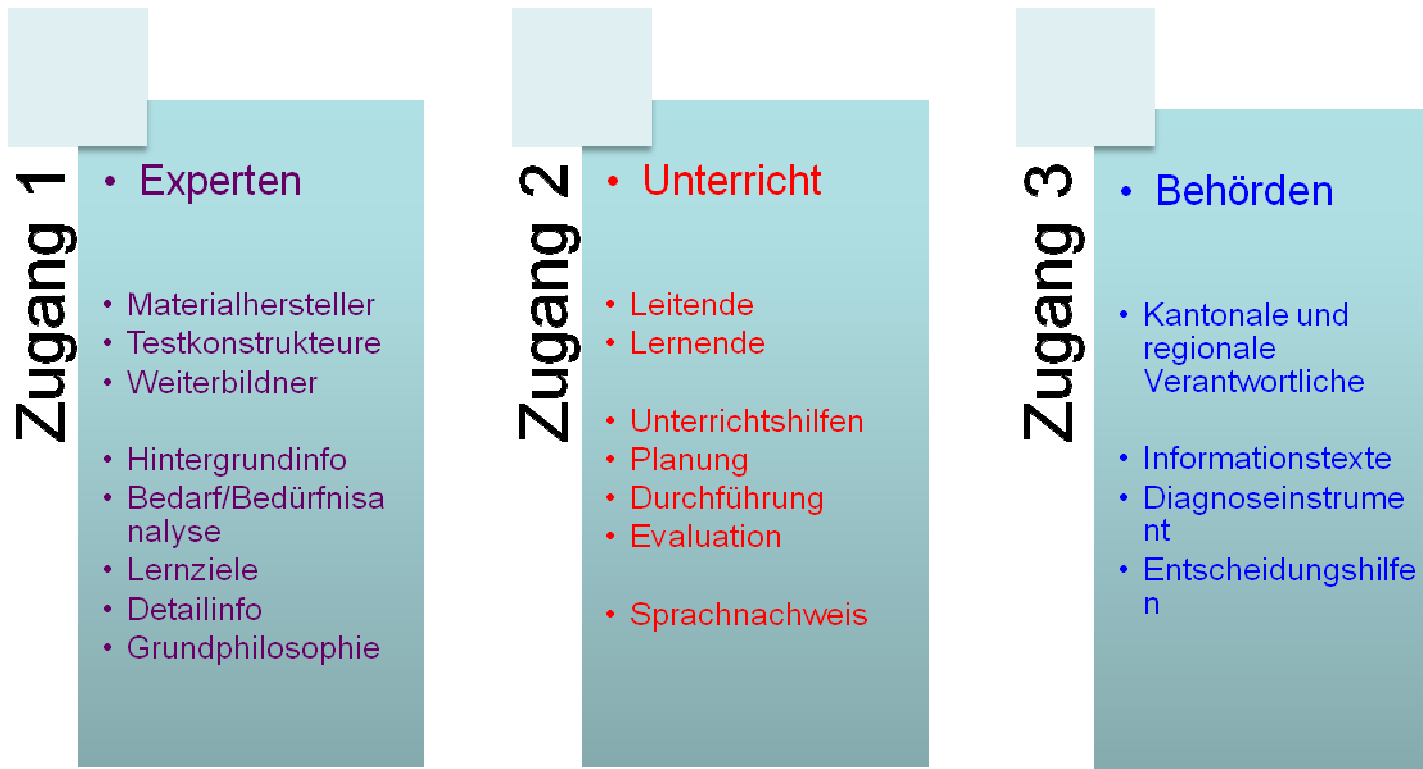 Zugang 1
• Experten
• Materialhersteller
• Testkonstrukteure
• Weiterbildner
• Hintergrundinfo
• Bedarf/Bedürfnisa
nalyse
• Lernziele
• Detailinfo
• Grundphilosophie
Zugang 2
• Unterricht
• Leitende
• Lernende
• Unterrichtshilfen
• Planung
• Durchführung
• Evaluation
• Sprachnachweis
Zugang 3
• Behörden
• Kantonale und
regionale
Verantwortliche
• Informationstexte
• Diagnoseinstrume
nt
• Entscheidungshilfe
n